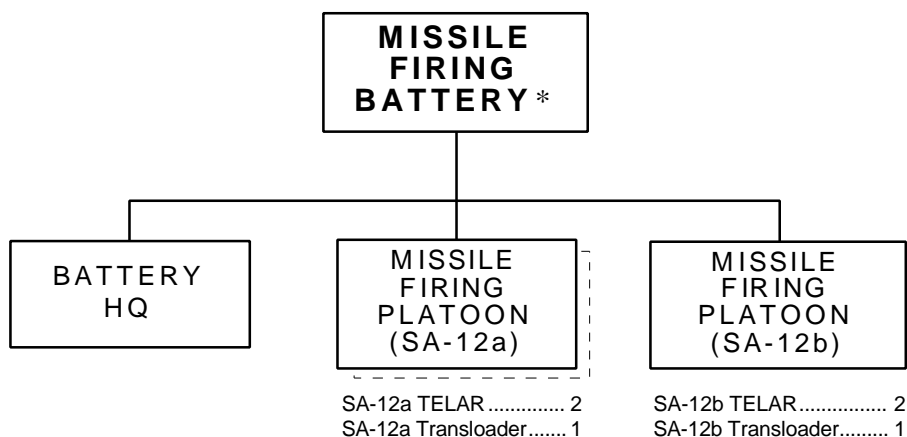 MISSILE
FIRING
BATTERY*
BATTERY
HQ
MISSILE
FIRING
PLATOON
(SA-12a)
SA-12a TELAR .............. 2
SA-12a Transloader....... 1
MISSILE
FIRING
PLATOON
(SA-12b)
SA-12b TELAR................ 2
SA-12b Transloader......... 1